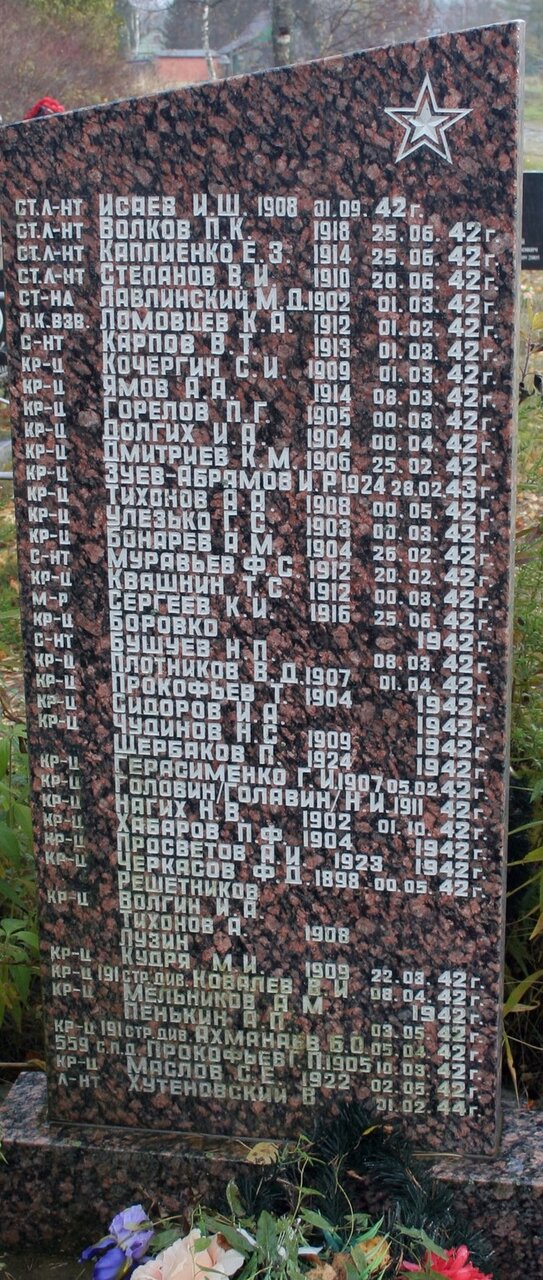 СТ.Л-НТ ИСАЕВ И.Ш. 1908 01.09.42г.
СТ.Л-НТ ВОЛКОВ П.К. 1918 25.06.42г.
СТ.Л-НТ КАПЛИЕНКО Е.З. 1914 25.06.42г.
СТ.Л-НТ СТЕПАНОВ В.И. 1910 20.06.42г.
СТ-НА ПАВЛИНСКИЙ М.Д. 1902 01.03.42г.
П.К.ВЗВ. ЛОМОВЦЕВ К.А. 1912 01.02.42г.
С-НТ КАРПОВ В.Т. 1913 01.03.42г.
КР-Ц КОЧЕРГИН С.И. 1909 01.03.42г.
КР-Ц ЯМОВ А.А. 1914 08.03.42г.
КР-Ц ГОРЕЛОВ П.Г. 1905 00.03.42г.
КР-Ц ДОЛГИХ И.А. 1904 00.04.42г.
КР-Ц ДМИТРИЕВ К.М. 1906 25.02.42г.
КР-Ц ЗУЕВ-АБРАМОВ И.Р. 1924 28.02.43г.
КР-Ц ТИХОНОВ А.А. 1908 00.05.42г.
КР-Ц УЛЕЗЬКО Г.С. 1903 00.03.42г.
КР-Ц БОНАРЕВ А.М. 1904 26.02.42г.
С-НТ МУРАВЬЕВ Ф.С. 1912 20.02.42г.
КР-Ц КВАШНИН Т.С. 1912 00.08.42г.
М-Р СЕРГЕЕВ К.И. 1916 25.06.42г.
КР-Ц БОРОВКО 1942г.
С-НТ БУШУЕВ Н.П. 08.03.42г.
КР-Ц ПЛОТНИКОВ В.Д. 1907 01.04.42г.
КР-Ц ПРОКОФЬЕВ Т. 1904 1942г.
КР-Ц СИДОРОВ И.А. 1942г.
КР-Ц ЧУДИНОВ Н.С. 1909 1942г.
ЩЕРБАКОВ П. 1924 1942г.
КР-Ц ГЕРАСИМЕНКО Г.И. 1907 05.02.42г.
КР-Ц ГОЛОВИН/ГОЛАВИН/Н.И. 1911
КР-Ц НАГИХ Н.В. 1902 01.10.42г.
КР-Ц ХАБАРОВ П.Ф. 1904 1942г.
КР-Ц ПРОСВЕТОВ А.И. 1923 1942г.
КР-Ц ЧЕРКАСОВ Ф.Д. 1898 00.05.42г.
РЕШЕТНИКОВ
КР-Ц ВОЛГИН И.А.
ТИХОНОВ А. 1908
ЛУЗИН
КР-Ц КУДРЯ М.И. 1909 22.03.42г.
КР-Ц 191 СТР.ДИВ. КОВАЛЕВ В.И. 08.04.42г.
КР-Ц МЕЛЬНИКОВ А.М. 1942г.
ПЕНЬКИН А.П. 03.05.42г.
КР-Ц 191 СТР.ДИВ. АХМАНАЕВ Б.О. 05.04.42г.
559 С.П.Д. ПРОКОФЬЕВ Г.П. 1905 10.03.42г.
КР-Ц МАСЛОВ С.Е. 1922 02.05.42г.
Л-НТ ХУТЕНОВСКИЙ В. 31.02.44г.